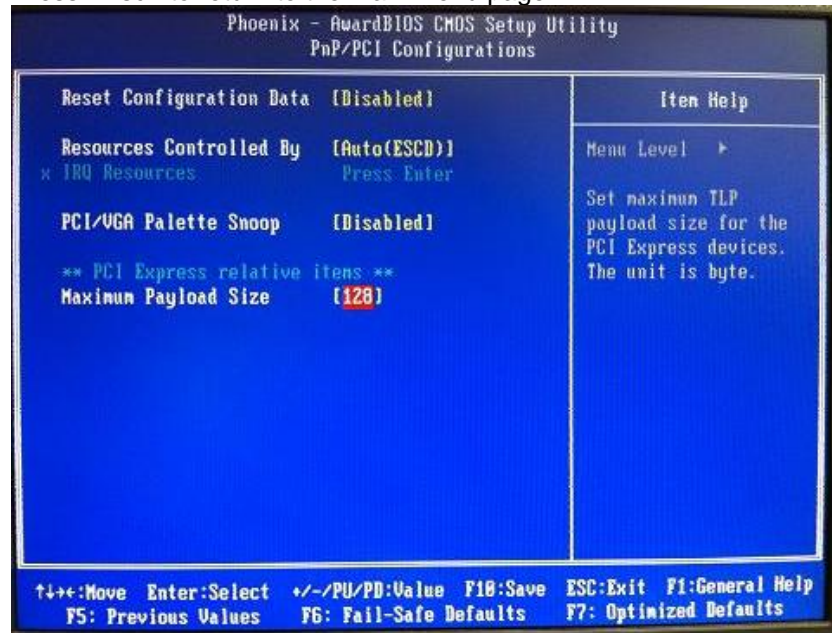 Phoenix - AwardBIOS CMOS Setup Utility
PnP/PCI Configurations
Reset Configuration Data [Disabled]
Item Help
Resources Controlled By [Auto(ESCD)]
x IRQ Resources Press Enter
Menu Level ▸
PCI/VGA Palette Snoop [Disabled]
Set maximum TLP
payload size for the
PCI Express devices.
The unit is byte.
** PCI Express relative items **
Maximum Payload Size [128]
↑↓→←:Move Enter:Select +/-/PU/PD:Value F10:Save ESC:Exit F1:General Help
F5: Previous Values F6: Fail-Safe Defaults F7: Optimized Defaults